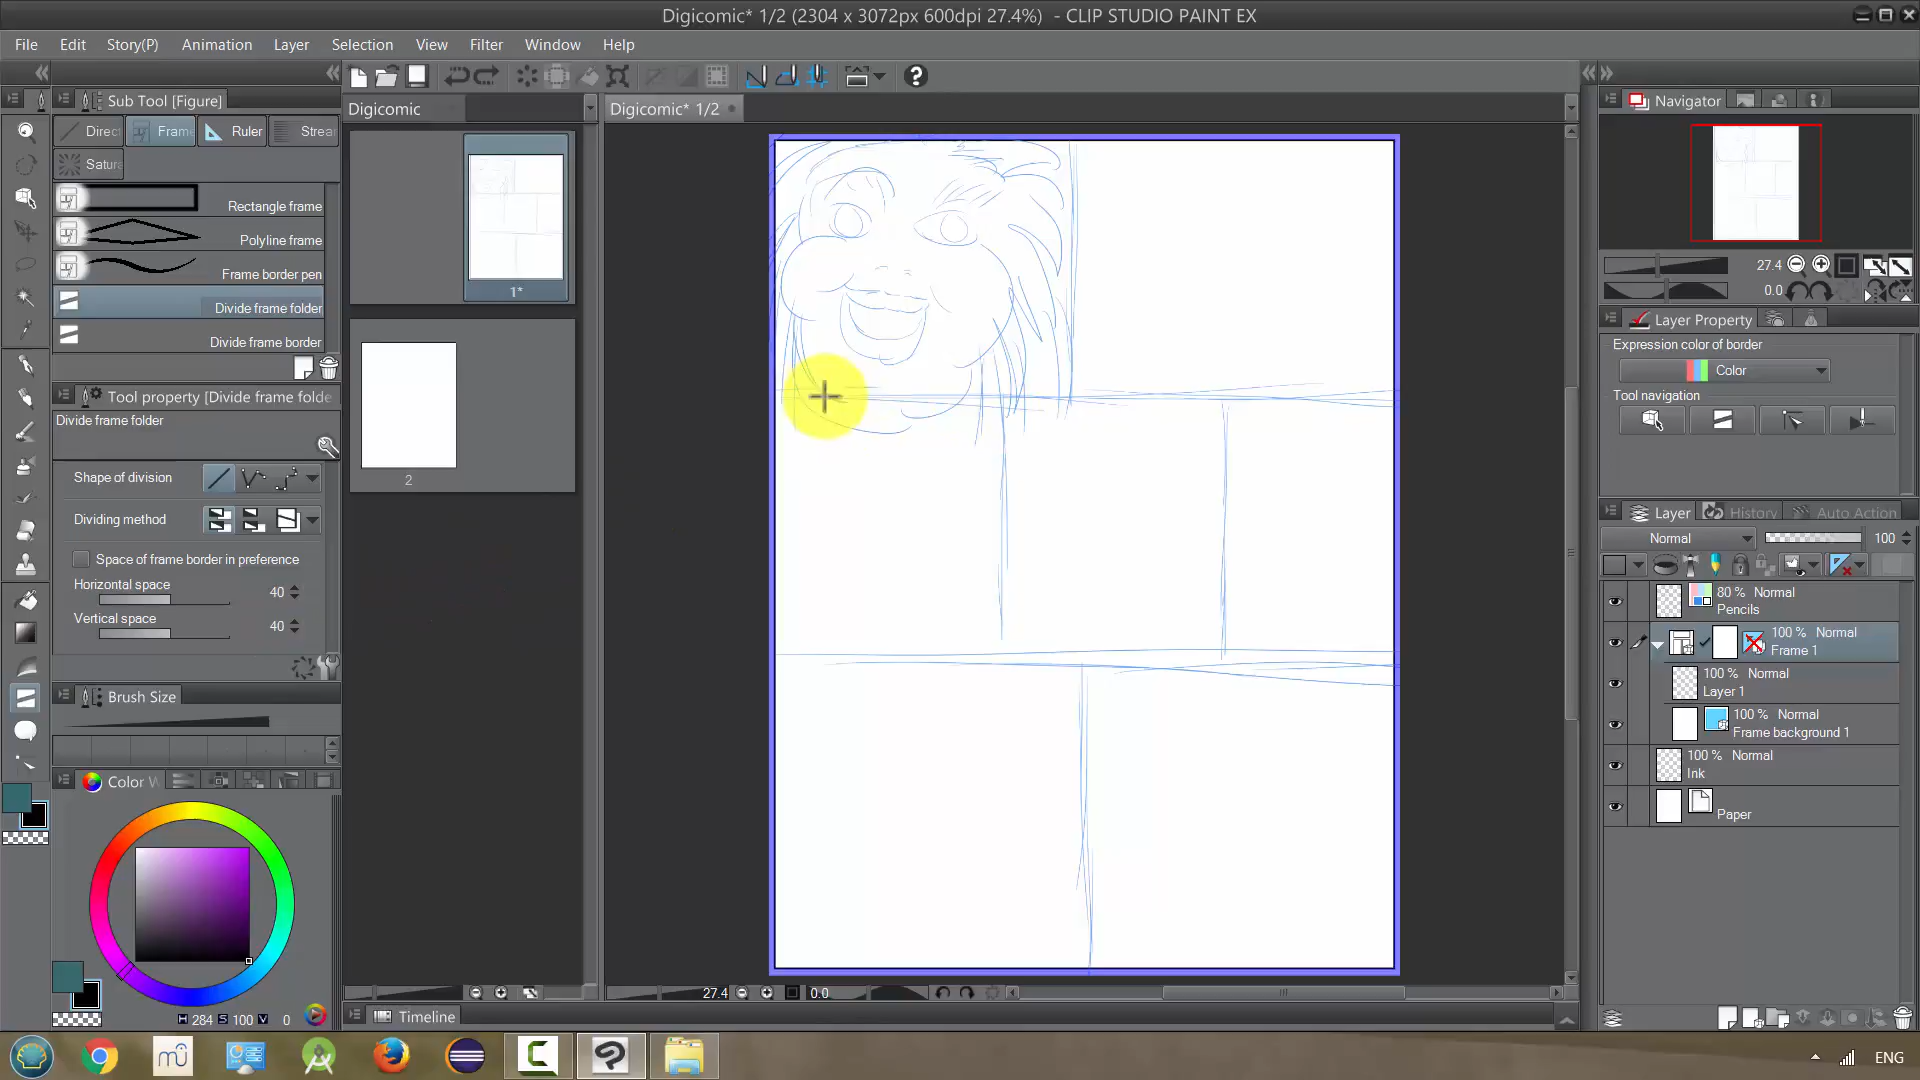 Digicomic* 1/2 (2304 x 3072px 600dpi 27.4%) - CLIP STUDIO PAINT EX
File Edit Story(P) Animation Layer Selection View Filter Window Help
Sub Tool [Figure]
Direc Frame Ruler Strea
Satura
Rectangle frame
Polyline frame
Frame border pen
Divide frame folder
Divide frame border
Tool property [Divide frame folde
Divide frame folder
Shape of division
Dividing method
Space of frame border in preference
Horizontal space 40
Vertical space 40
Brush Size
Color W
H 284 S 100 V 0
Digicomic
1*
2
Digicomic* 1/2
27.4 0.0
Timeline
Navigator
27.4
0.0
Layer Property
Expression color of border
Color
Tool navigation
Layer History Auto Action
Normal 100
80 % Normal
Pencils
100 % Normal
Frame 1
100 % Normal
Layer 1
100 % Normal
Frame background 1
100 % Normal
Ink
Paper
ENG